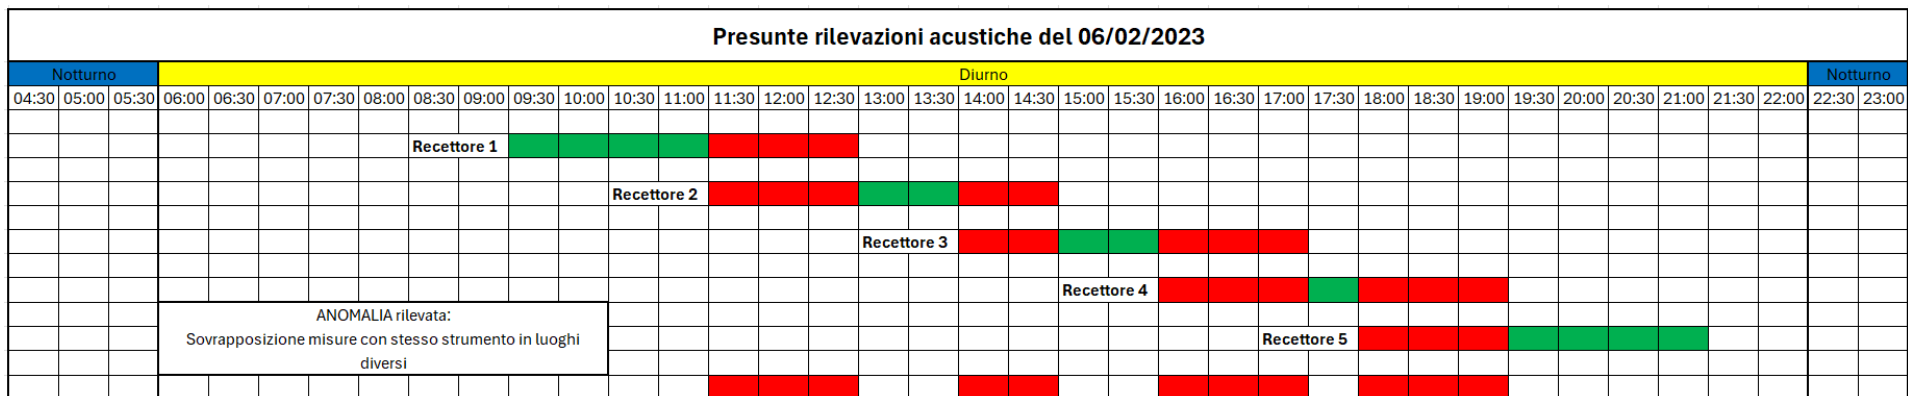 Presunte rilevazioni acustiche del 06/02/2023
Notturno Diurno Notturno
04:30 05:00 05:30 06:00 06:30 07:00 07:30 08:00 08:30 09:00 09:30 10:00 10:30 11:00 11:30 12:00 12:30 13:00 13:30 14:00 14:30 15:00 15:30 16:00 16:30 17:00 17:30 18:00 18:30 19:00 19:30 20:00 20:30 21:00 21:30 22:00 22:30 23:00
Recettore 1
Recettore 2
Recettore 3
Recettore 4
ANOMALIA rilevata:
Sovrapposizione misure con stesso strumento in luoghi
diversi
Recettore 5